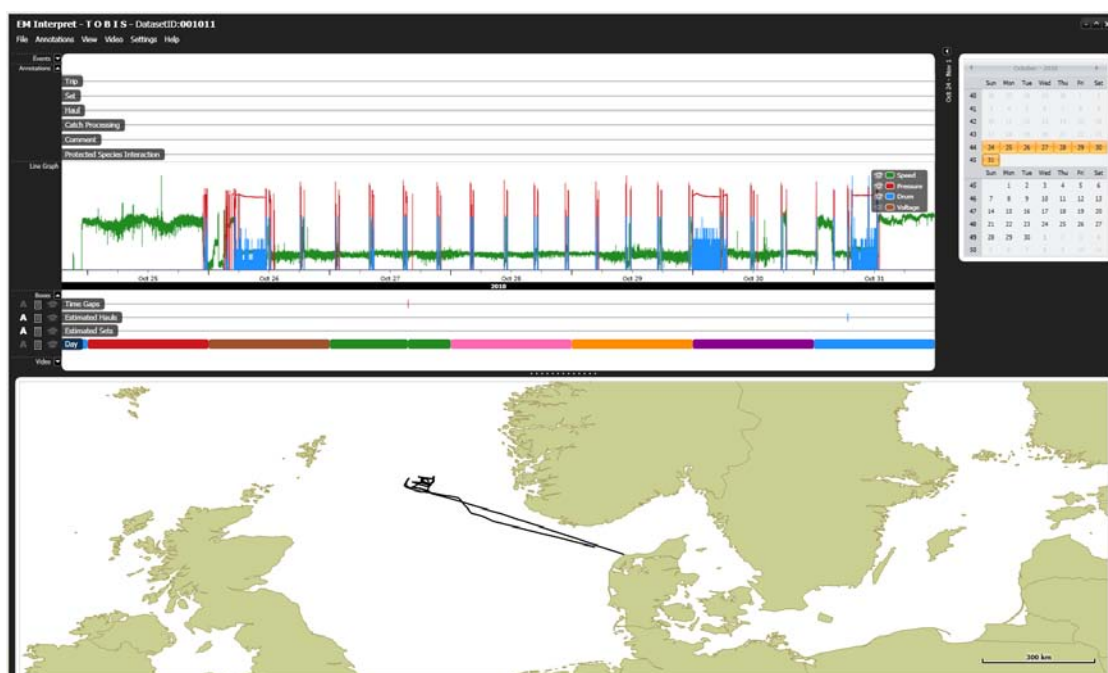 EM Interpret - T O B I S - DatasetID:001011
File Annotations View Video Settings Help
Events
Annotations
Trip
Set
Haul
Catch Processing
Comment
Protected Species Interaction
Line Graph
Speed
Pressure
Drum
Voltage
Oct 25 Oct 26 Oct 27 Oct 28 Oct 29 Oct 30 Oct 31
2010
Boxes
A Time Gaps
A Estimated Hauls
A Estimated Sets
A Day
Video
Oct 24 - Nov 1
October - 2010
Sun Mon Tue Wed Thu Fri Sat
40
41
42
43
44 24 25 26 27 28 29 30
45 31
Sun Mon Tue Wed Thu Fri Sat
45 1 2 3 4 5 6
46 7 8 9 10 11 12 13
47 14 15 16 17 18 19 20
48 21 22 23 24 25 26 27
49 28 29 30
50
300 km